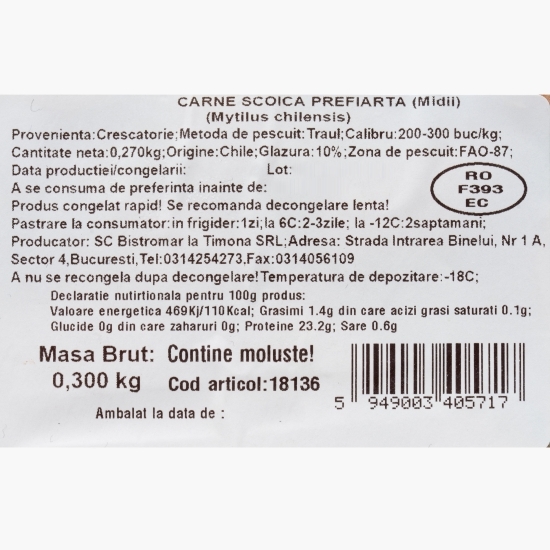 CARNE SCOICA PREFIARTA (Midii)
(Mytilus chilensis)
Provenienta:Crescatorie;Metoda de pescuit:Traul;Calibru:200-300 buc/kg;
Cantitate neta:0,270kg;Origine:Chile;Glazura:10%;Zona de pescuit:FAO-87;
Data productiei/congelarii: Lot:
A se consuma de preferinta inainte de:
RO
F393
EC
Produs congelat rapid! Se recomanda decongelare lenta!
Pastrare la consumator:in frigider:1zi;la 6C:2-3zile; la -12C:2saptamani;
Producator: SC Bistromar la Timona SRL;Adresa: Strada Intrarea Binelui, Nr 1 A,
Sector 4,Bucuresti,Tel:0314254273,Fax:0314056109
A nu se recongela dupa decongelare!Temperatura de depozitare:-18C;
Declaratie nutirtionala pentru 100g produs:
Valoare energetica 469Kj/110Kcal; Grasimi 1.4g din care acizi grasi saturati 0.1g;
Glucide 0g din care zaharuri 0g; Proteine 23.2g; Sare 0.6g
Masa Brut: Contine moluste!
0,300 kg Cod articol:18136
Ambalat la data de :
5 949003 405717